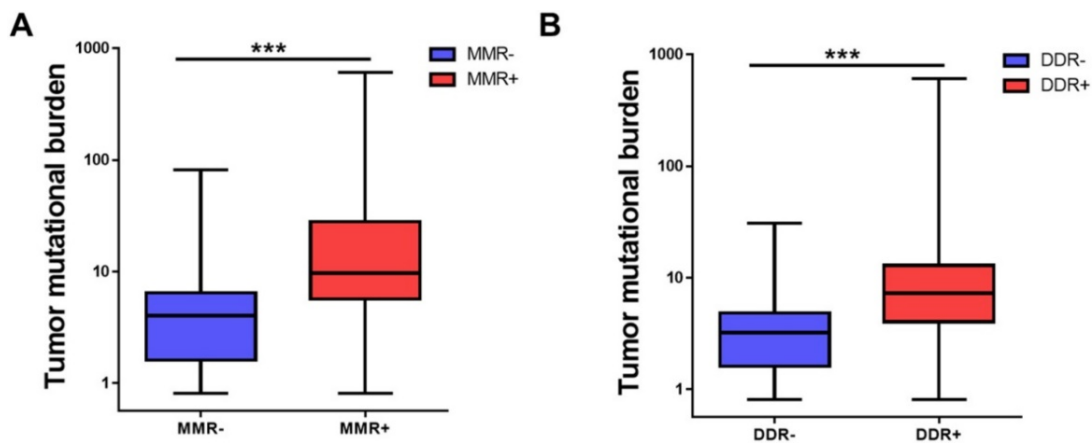 A
Tumor mutational burden
1000
100
10
1
***
MMR-
MMR+
MMR-
MMR+
B
Tumor mutational burden
1000
100
10
1
***
DDR-
DDR+
DDR-
DDR+